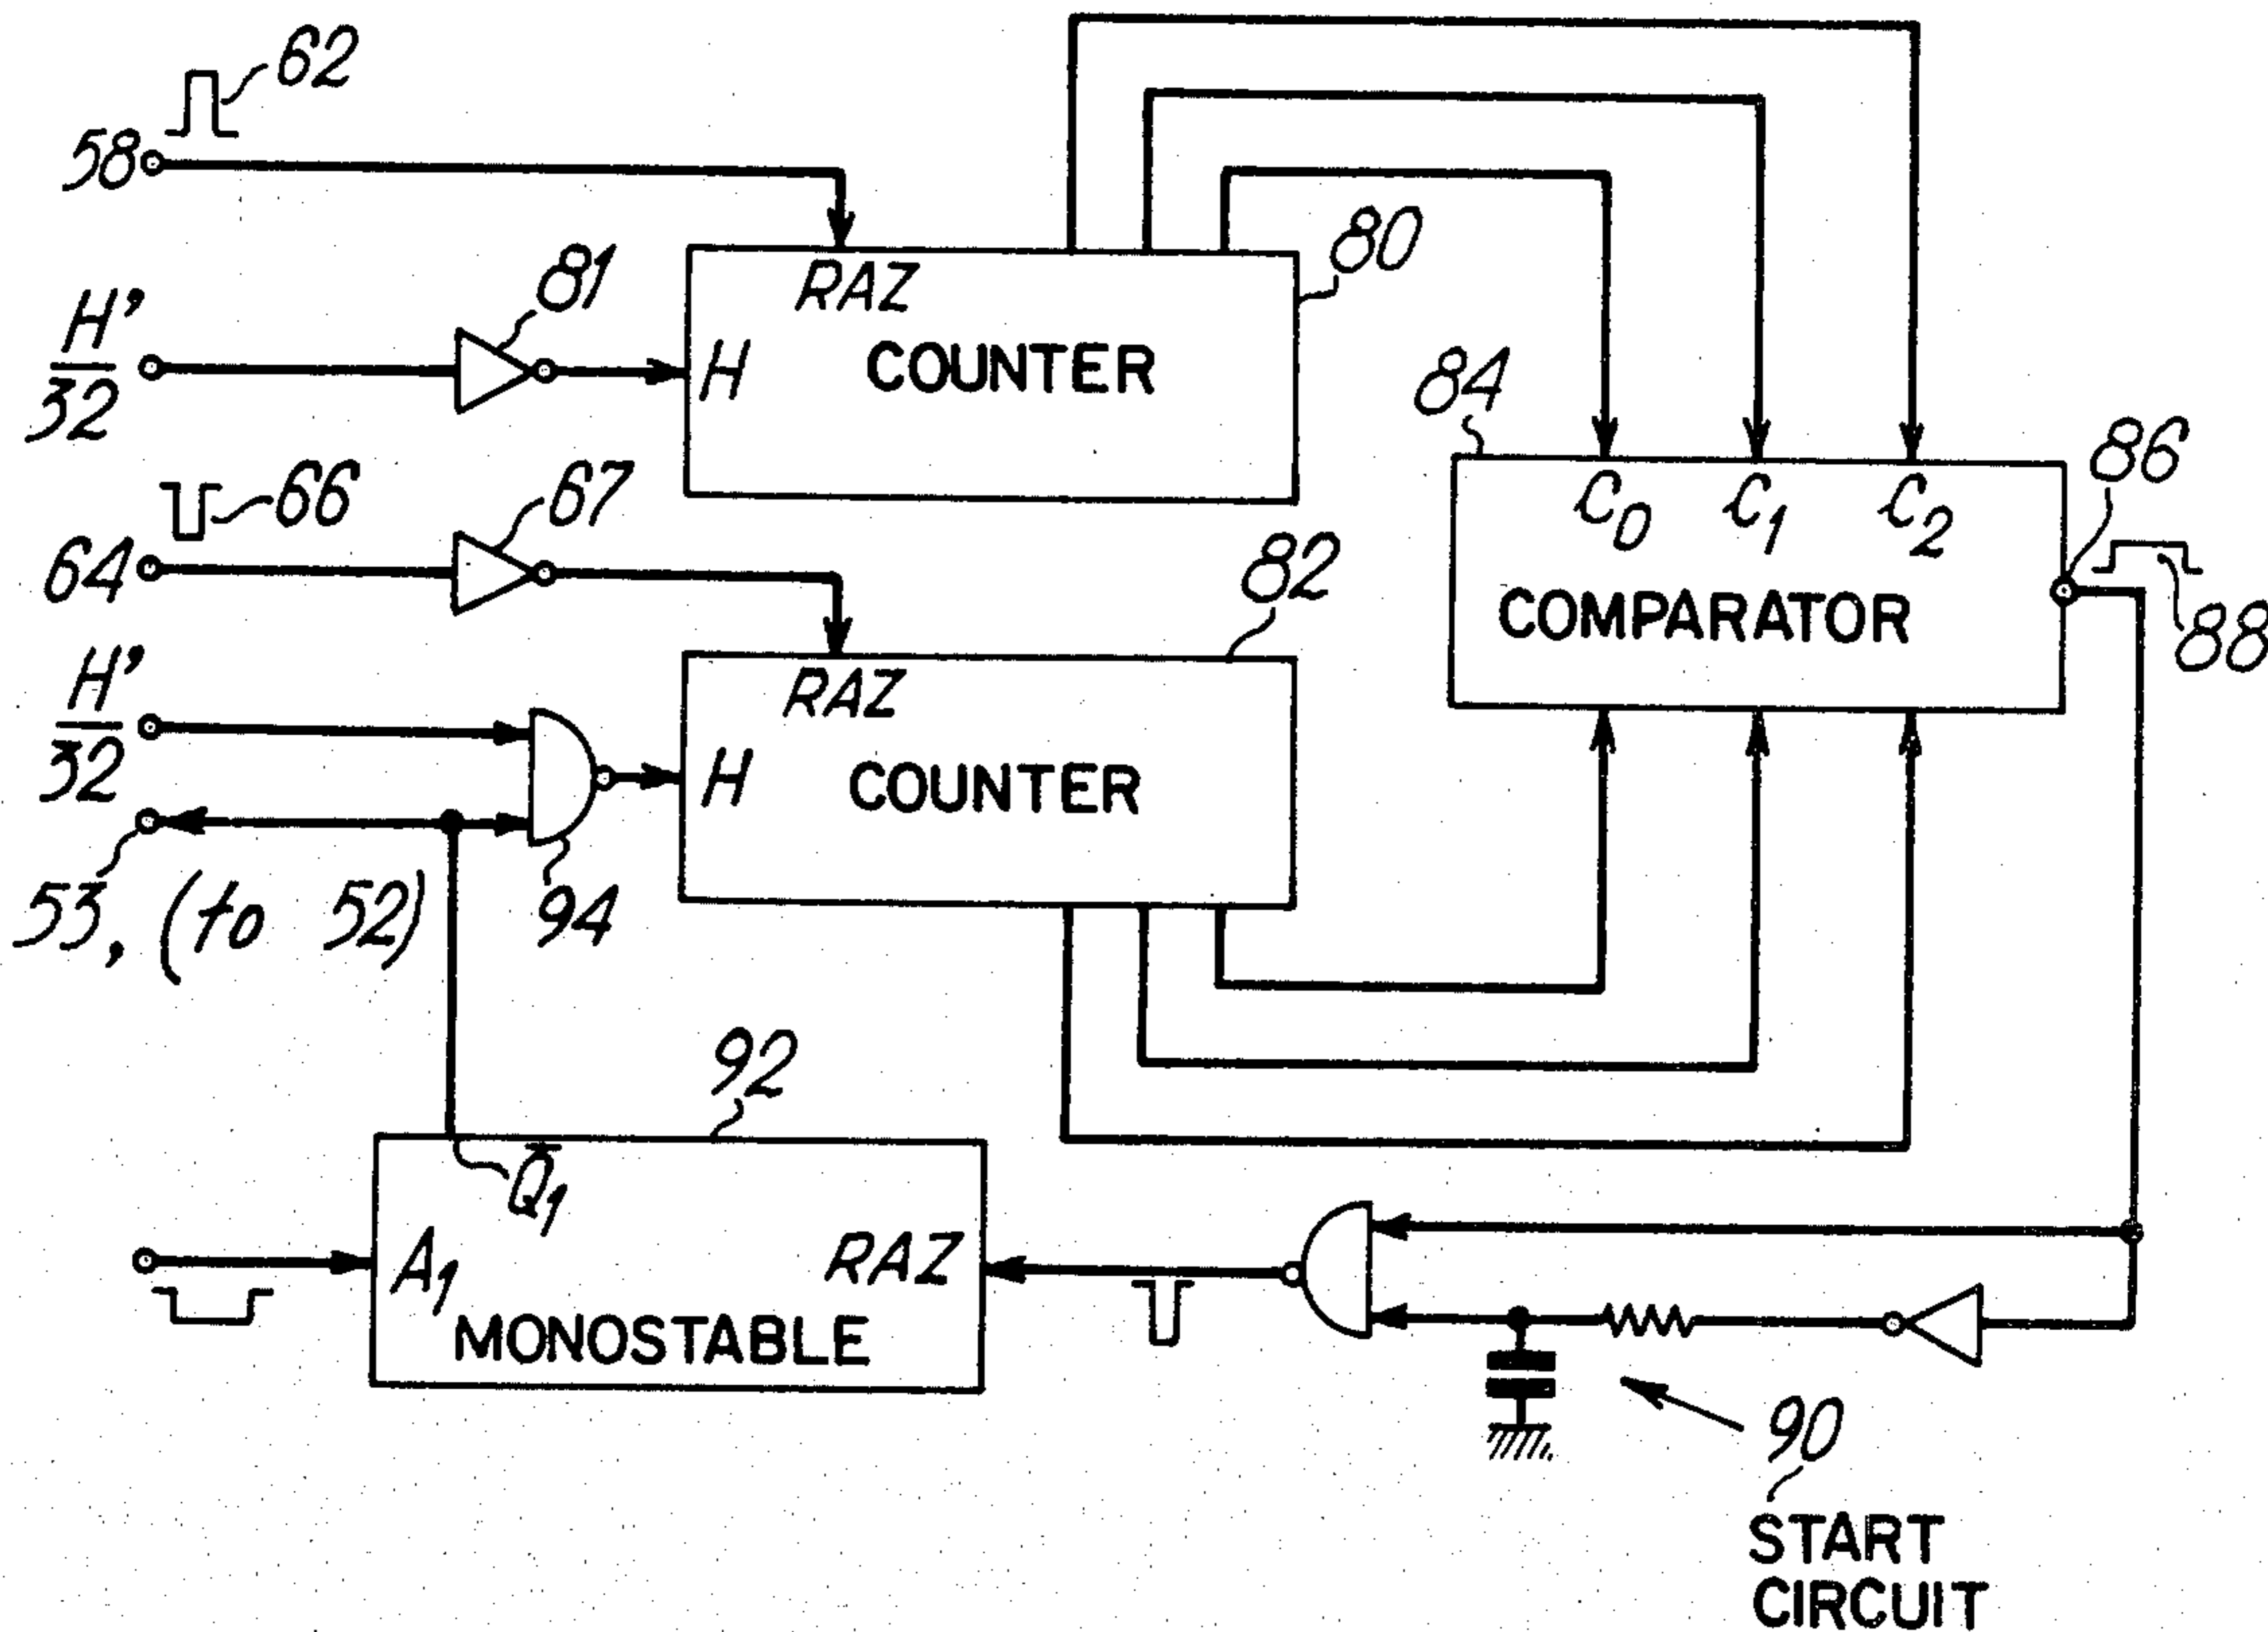 62
58
81
80
RAZ
H'
32
H
COUNTER
84
66
67
86
C0 C1 C2
64
82
COMPARATOR
88
RAZ
H'
32
H
COUNTER
53, (to 52)
94
92
Q̄1
A1
RAZ
MONOSTABLE
90
START
CIRCUIT